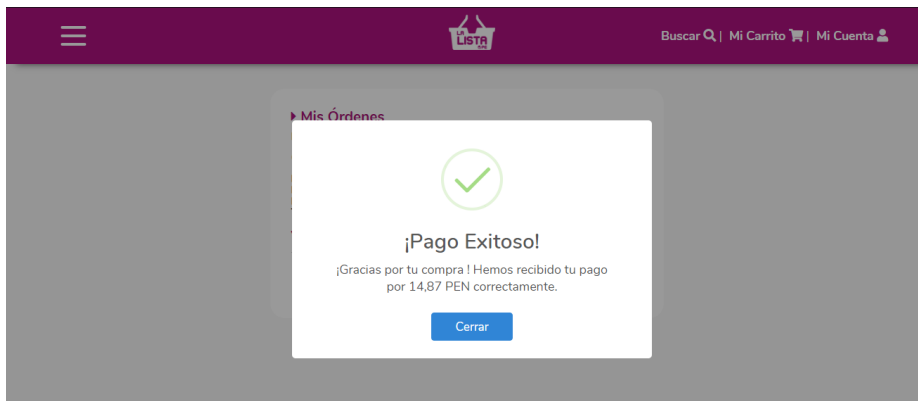 LA
LISTA
Buscar | Mi Carrito | Mi Cuenta
Mis Órdenes
¡Pago Exitoso!
¡Gracias por tu compra ! Hemos recibido tu pago
por 14,87 PEN correctamente.
Cerrar